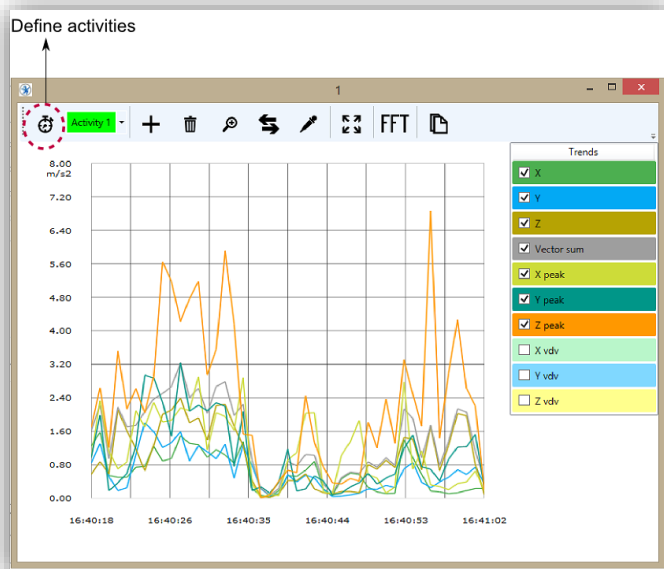 Define activities
1
Activity 1
FFT
Trends
8.00
m/s2
7.20
6.40
5.60
4.80
4.00
3.20
2.40
1.60
0.80
0.00
16:40:18 16:40:26 16:40:35 16:40:44 16:40:53 16:41:02
X
Y
Z
Vector sum
X peak
Y peak
Z peak
X vdv
Y vdv
Z vdv